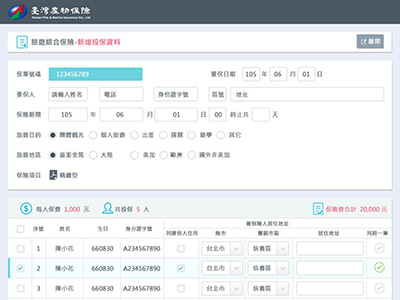 臺灣產物保險
Taiwan Fire & Marine Insurance Co., Ltd.
旅遊綜合保險-新增投保資料
離開
保單號碼 123456789 要保日期 105 年 06 月 01 日
要保人 請輸入姓名 電話 身份證字號 區號 地址
保險期間 105 年 06 月 01 日 00 時止共 天
旅遊目的 團體觀光 個人旅遊 出差 探親 遊學 其它
旅遊地區 臺澎金馬 大陸 美加 歐洲 國外非美加
保險項目 精緻型
每人保費 1,000 元 共投保 5 人 保險費合計 20,000 元
被保險人居住地址
序號 姓名 生日 身分證字號 同要保人住所 縣市 鄉鎮市區 居住地址 同前一筆
1 陳小花 660830 A234567890 台北市 信義區
2 陳小花 660830 A234567890 台北市 信義區
3 陳小花 660830 A234567890 台北市 信義區